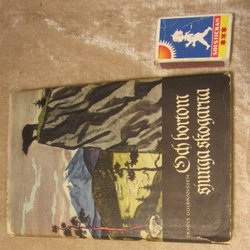 Och bortom
sjunga skogarna
TRYGVE GULBRANSSEN
SOLSTICKAN